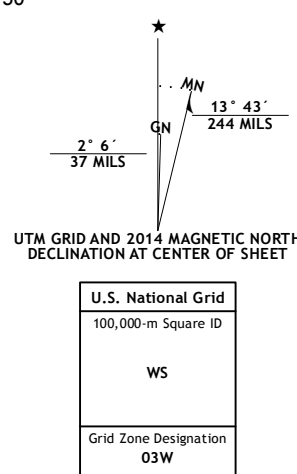 MN
GN
13° 43´
244 MILS
2° 6´
37 MILS
UTM GRID AND 2014 MAGNETIC NORTH
DECLINATION AT CENTER OF SHEET
U.S. National Grid
100,000-m Square ID
WS
Grid Zone Designation
03W